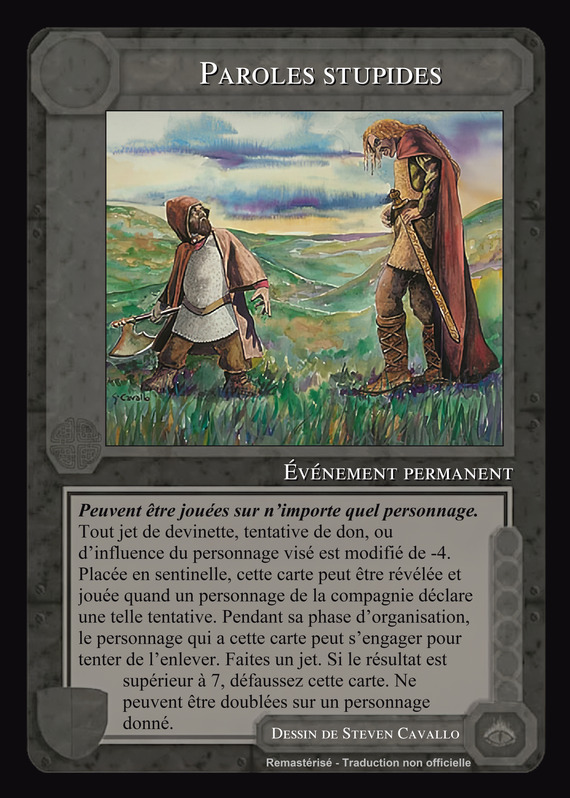 Paroles stupides
S Cavallo
Événement permanent
Peuvent être jouées sur n'importe quel personnage.
Tout jet de devinette, tentative de don, ou
d'influence du personnage visé est modifié de -4.
Placée en sentinelle, cette carte peut être révélée et
jouée quand un personnage de la compagnie déclare
une telle tentative. Pendant sa phase d'organisation,
le personnage qui a cette carte peut s'engager pour
tenter de l'enlever. Faites un jet. Si le résultat est
supérieur à 7, défaussez cette carte. Ne
peuvent être doublées sur un personnage
donné.
Dessin de Steven Cavallo
Remastérisé - Traduction non officielle